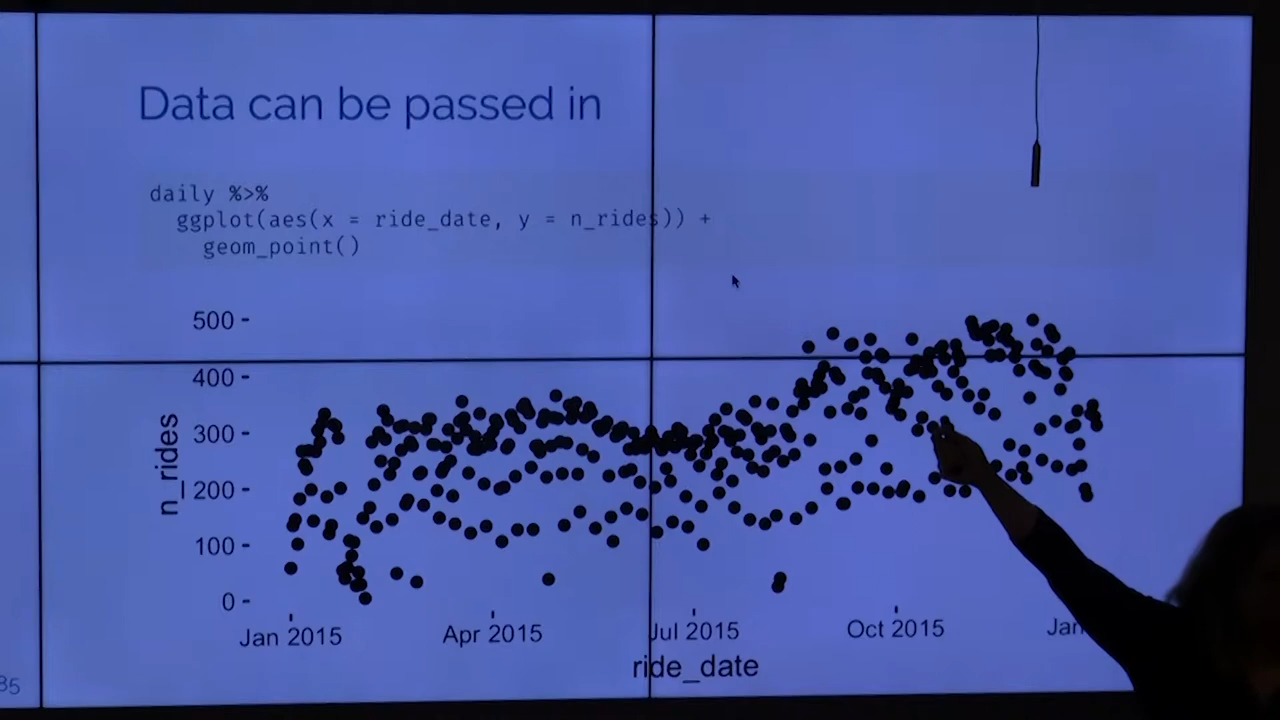 Data can be passed in
daily %>%
ggplot(aes(x = ride_date, y = n_rides)) +
geom_point()
500
400
300
200
100
0
n_rides
Jan 2015
Apr 2015
Jul 2015
Oct 2015
Jan
ride_date
85